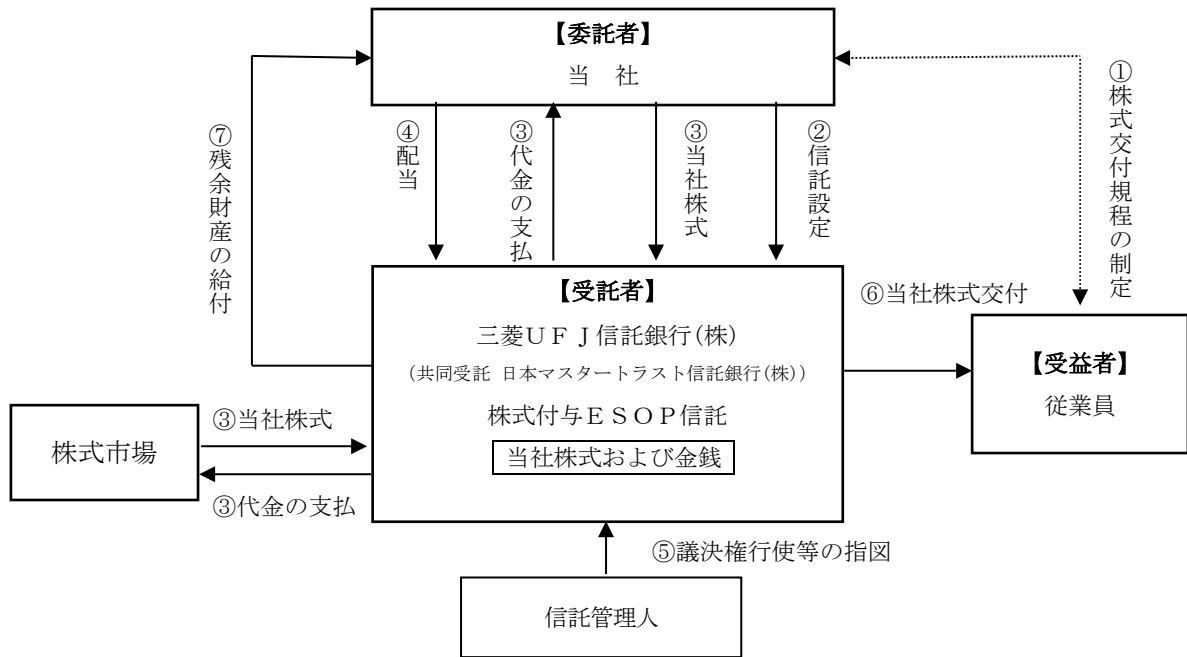 【委託者】
当 社
①株式交付規程の制定
⑦残余財産の給付
④配当
③代金の支払
③当社株式
②信託設定
【受託者】
三菱UFJ信託銀行(株)
(共同受託 日本マスタートラスト信託銀行(株))
株式付与ESOP信託
当社株式および金銭
⑥当社株式交付
【受益者】
従業員
株式市場
③当社株式
③代金の支払
⑤議決権行使等の指図
信託管理人